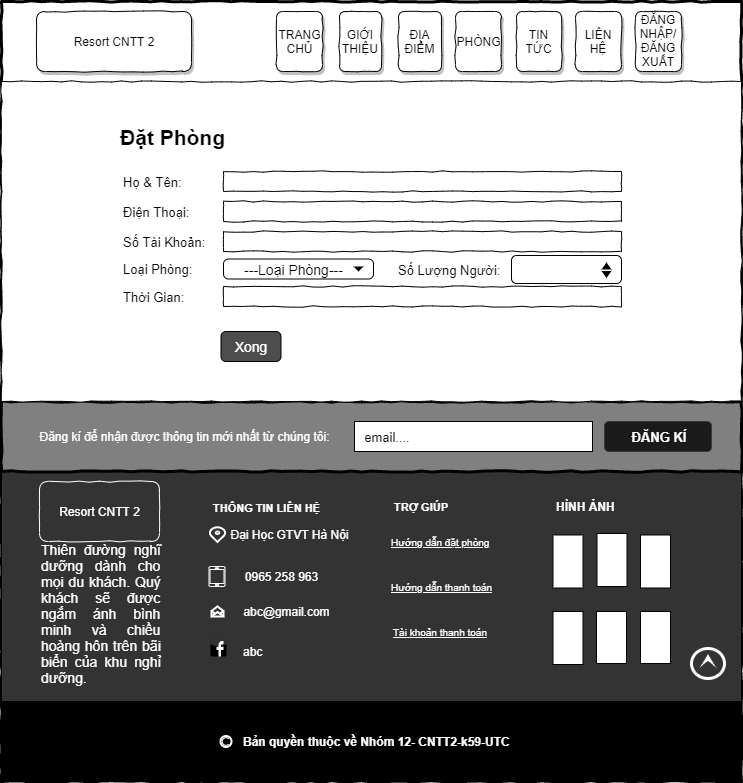 Resort CNTT 2
TRANG
CHỦ
GIỚI
THIỆU
ĐỊA
ĐIỂM
PHÒNG
TIN
TỨC
LIÊN
HỆ
ĐĂNG
NHẬP/
ĐĂNG
XUẤT
Đặt Phòng
Họ & Tên:
Điện Thoại:
Số Tài Khoản:
Loại Phòng:
---Loại Phòng---
Số Lượng Người:
Thời Gian:
Xong
Đăng kí để nhận được thông tin mới nhất từ chúng tôi:
email....
ĐĂNG KÍ
Resort CNTT 2
Thiên đường nghĩ
dưỡng dành cho
mọi du khách. Quý
khách sẽ được
ngắm ánh bình
minh và chiều
hoàng hôn trên bãi
biển của khu nghỉ
dưỡng.
THÔNG TIN LIÊN HỆ
Đại Học GTVT Hà Nội
0965 258 963
abc@gmail.com
abc
TRỢ GIÚP
Hướng dẫn đặt phòng
Hướng dẫn thanh toán
Tài khoản thanh toán
HÌNH ẢNH
Bản quyền thuộc về Nhóm 12- CNTT2-k59-UTC